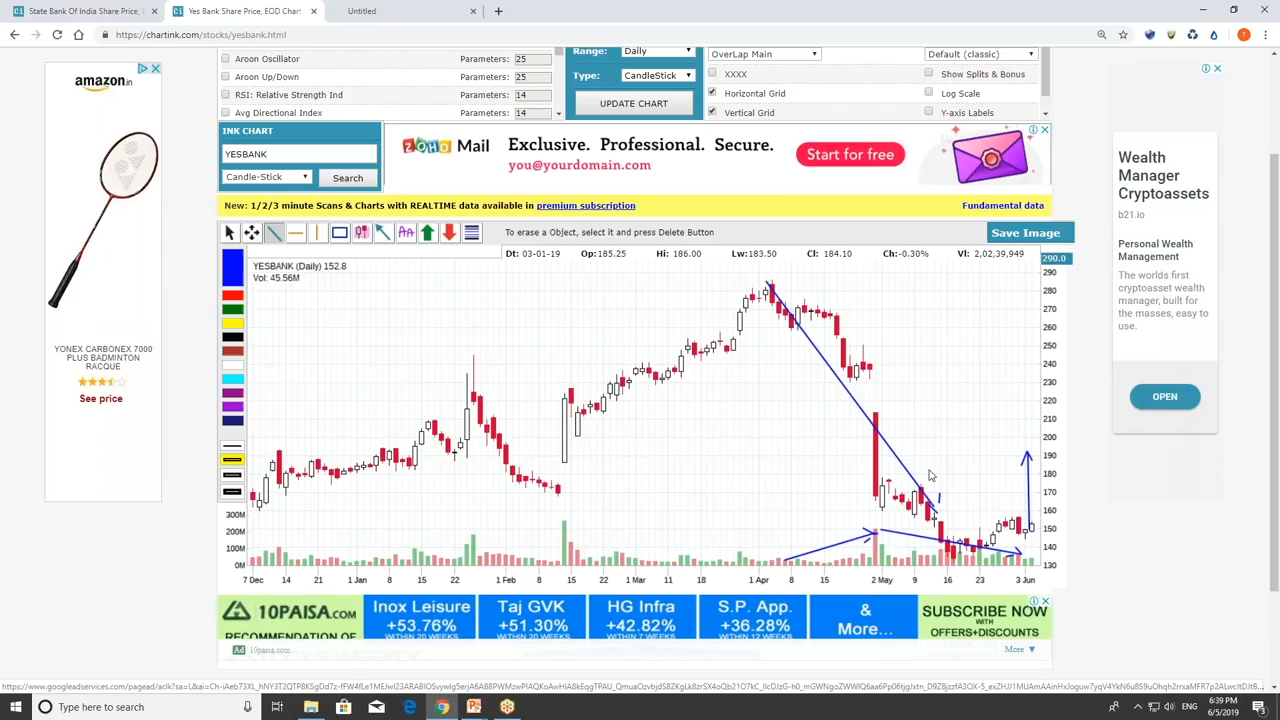 State Bank Of India Share Price, 
Yes Bank Share Price, EOD Chart
Untitled
https://chartink.com/stocks/yesbank.html
Aroon Oscillator Parameters: 25
Aroon Up/Down Parameters: 25
RSI: Relative Strength Ind Parameters: 14
Avg Directional Index Parameters: 14
Range: Daily
Type: CandleStick
UPDATE CHART
OverLap Main
Default (classic)
XXXX
Show Splits & Bonus
Horizontal Grid
Log Scale
Vertical Grid
Y-axis Labels
INK CHART
YESBANK
Candle-Stick
Search
ZOHO Mail
Exclusive. Professional. Secure.
you@yourdomain.com
Start for free
New: 1/2/3 minute Scans & Charts with REALTIME data available in premium subscription
Fundamental data
To erase a Object, select it and press Delete Button
Save Image
Dt: 03-01-19 Op:185.25 Hi: 186.00 Lw:183.50 Cl: 184.10 Ch:-0.30% Vl: 2,02,39,949
290.0
YESBANK (Daily) 152.8
Vol: 45.56M
290
280
270
260
250
240
230
220
210
200
190
180
170
160
150
140
130
300M
200M
100M
0M
7 Dec 14 21 1 Jan 8 15 22 1 Feb 8 15 22 1 Mar 11 18 1 Apr 8 15 2 May 9 16 23 3 Jun
amazon.in
YONEX CARBONEX 7000
PLUS BADMINTON
RACQUE
See price
Wealth
Manager
Cryptoassets
b21.io
Personal Wealth
Management
The worlds first
cryptoasset wealth
manager, built for
the masses, easy to
use.
OPEN
10PAISA.COM
RECOMMENDATION OF
Inox Leisure
+53.76%
WITHIN 20 WEEKS
Taj GVK
+51.30%
HG Infra
+42.82%
WITHIN 7 WEEKS
S.P. App.
+36.28%
&
More...
SUBSCRIBE NOW
WITH
OFFERS+DISCOUNTS
Ad 10paisa.com
More
Type here to search
ENG
6:39 PM
6/5/2019